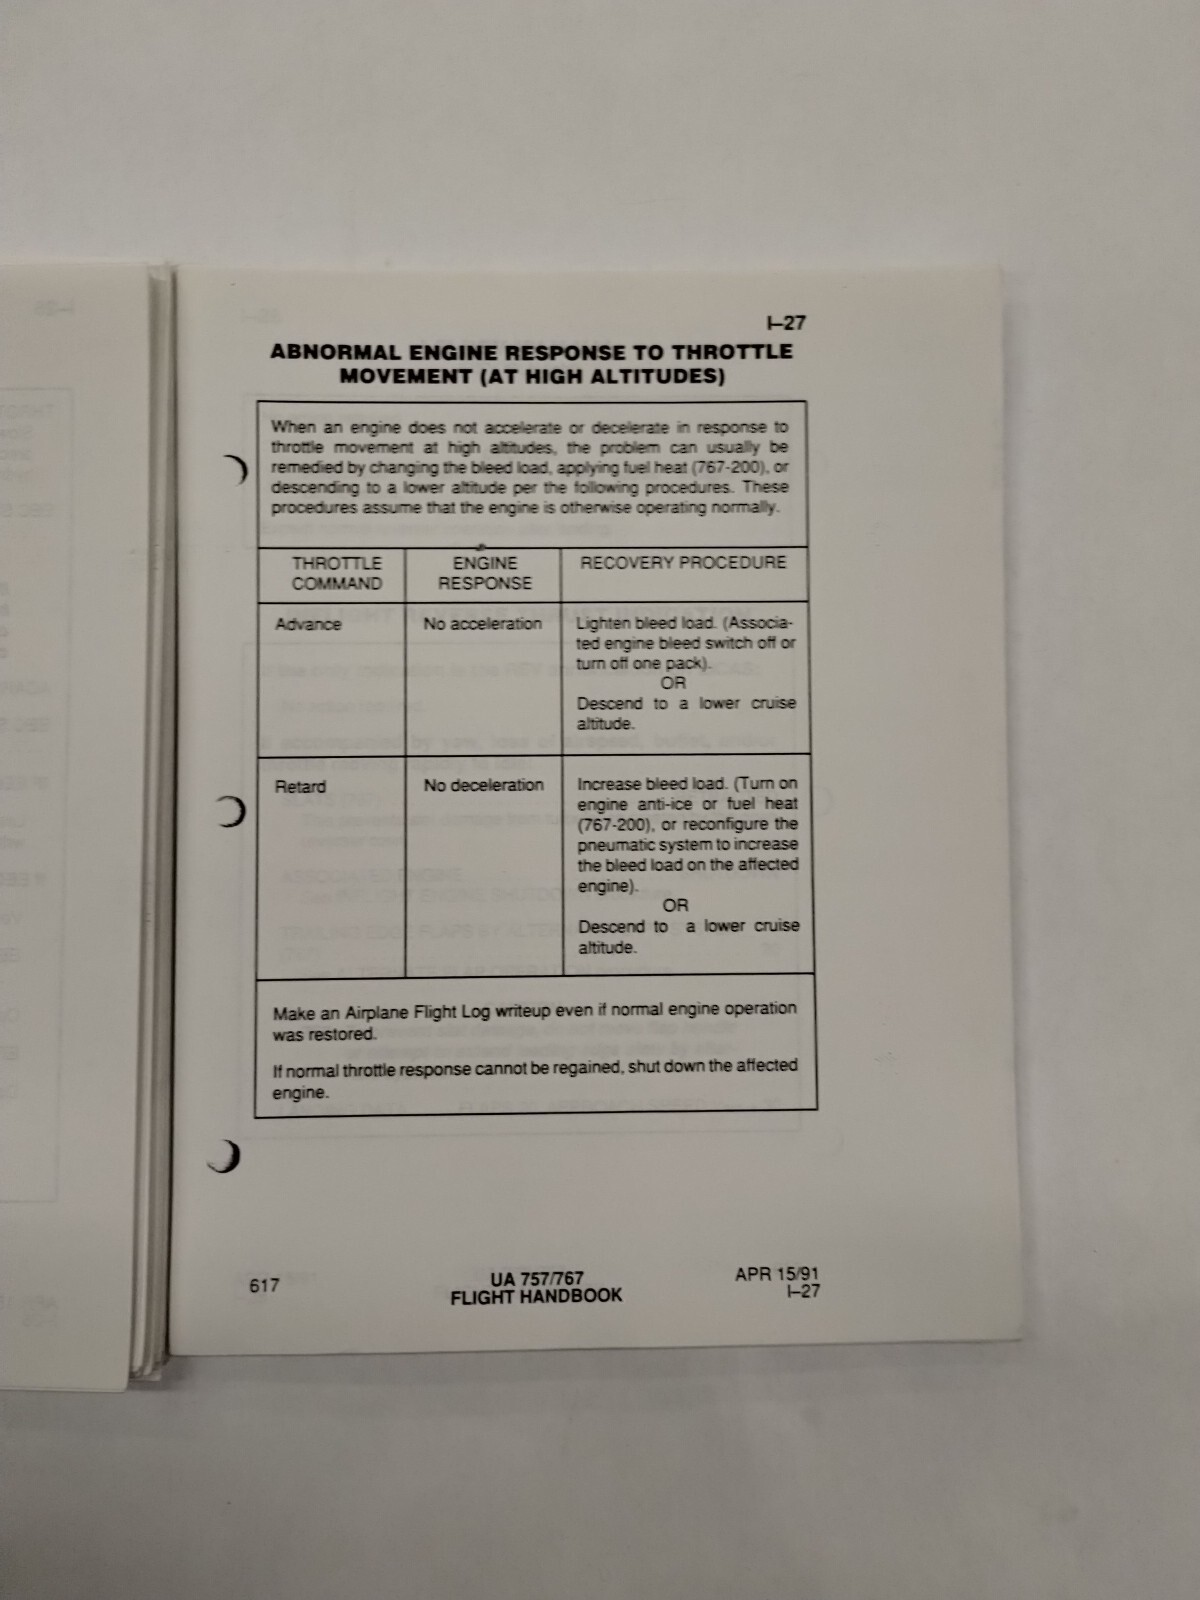 I–27
ABNORMAL ENGINE RESPONSE TO THROTTLE
MOVEMENT (AT HIGH ALTITUDES)
When an engine does not accelerate or decelerate in response to
throttle movement at high altitudes, the problem can usually be
remedied by changing the bleed load, applying fuel heat (767-200), or
descending to a lower altitude per the following procedures. These
procedures assume that the engine is otherwise operating normally.
THROTTLE
COMMAND
ENGINE
RESPONSE
RECOVERY PROCEDURE
Advance
No acceleration
Lighten bleed load. (Associa-
ted engine bleed switch off or
turn off one pack).
OR
Descend to a lower cruise
altitude.
Retard
No deceleration
Increase bleed load. (Turn on
engine anti-ice or fuel heat
(767-200), or reconfigure the
pneumatic system to increase
the bleed load on the affected
engine).
OR
Descend to a lower cruise
altitude.
Make an Airplane Flight Log writeup even if normal engine operation
was restored.
If normal throttle response cannot be regained, shut down the affected
engine.
617
UA 757/767
FLIGHT HANDBOOK
APR 15/91
I–27